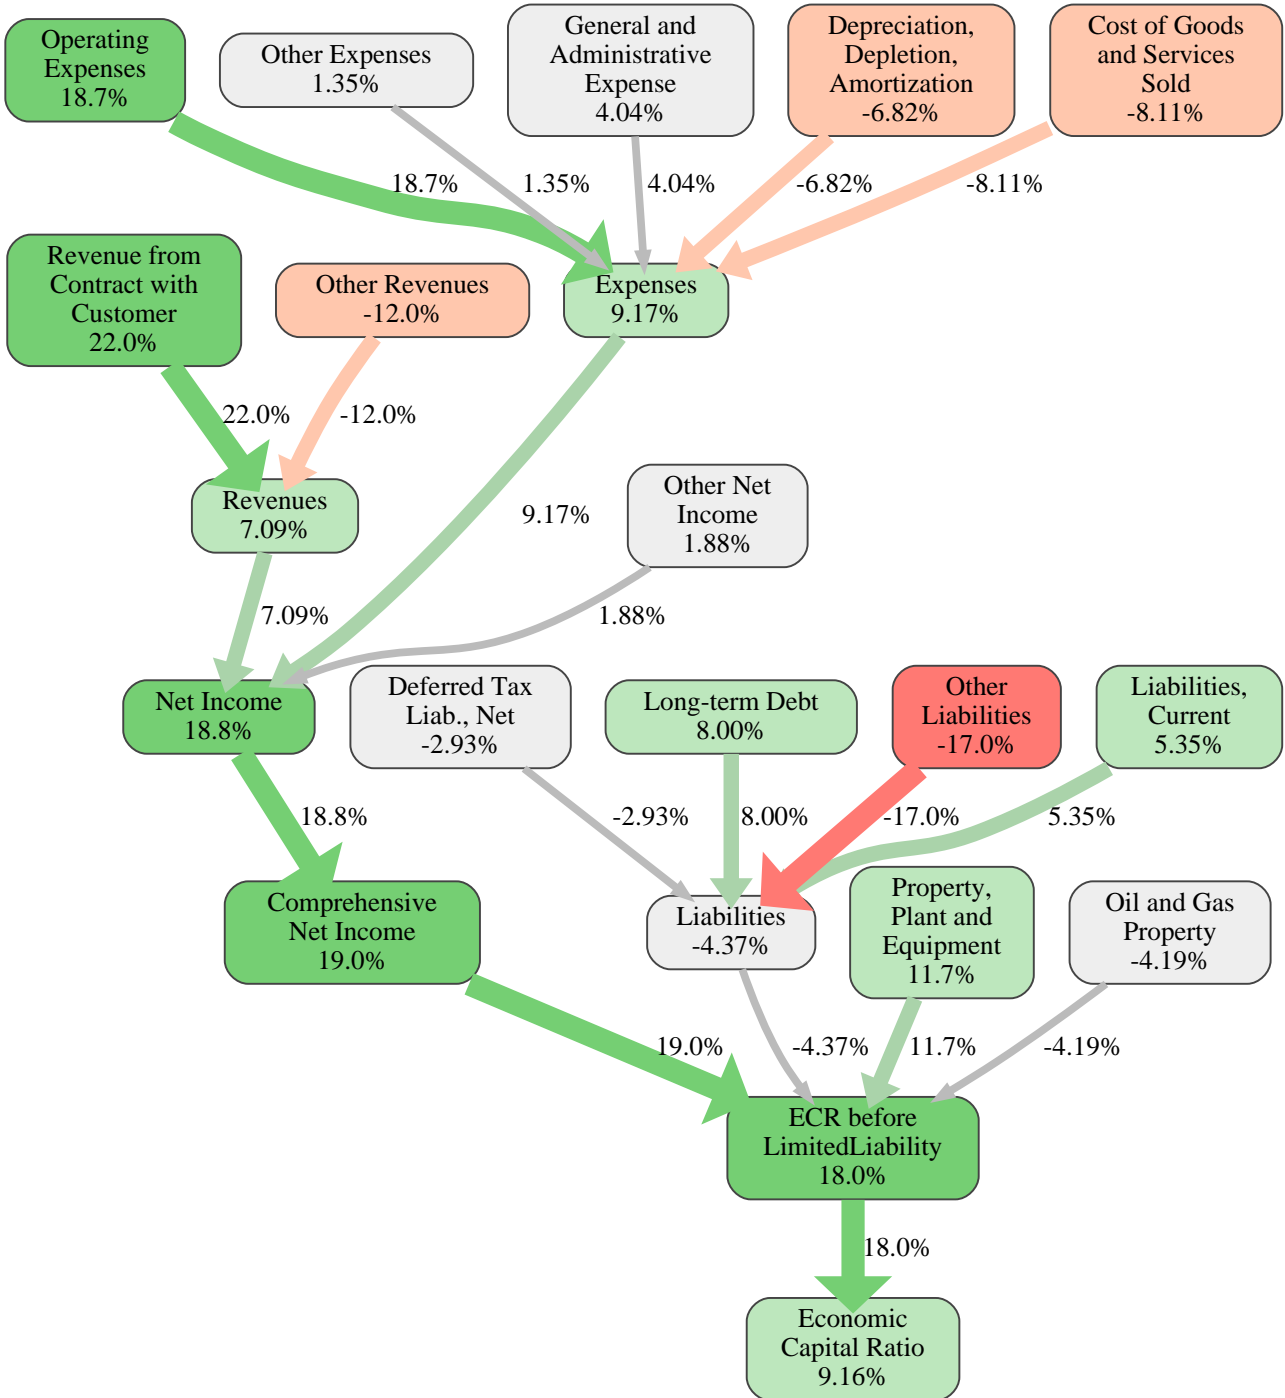 Operating
Expenses
18.7%
Other Expenses
1.35%
General and
Administrative
Expense
4.04%
Depreciation,
Depletion,
Amortization
-6.82%
Cost of Goods
and Services
Sold
-8.11%
18.7%
1.35%
4.04%
-6.82%
-8.11%
Revenue from
Contract with
Customer
22.0%
Other Revenues
-12.0%
Expenses
9.17%
22.0%
-12.0%
Revenues
7.09%
9.17%
Other Net
Income
1.88%
7.09%
1.88%
Net Income
18.8%
Deferred Tax
Liab., Net
-2.93%
Long-term Debt
8.00%
Other
Liabilities
-17.0%
Liabilities,
Current
5.35%
18.8%
-2.93%
8.00%
-17.0%
5.35%
Comprehensive
Net Income
19.0%
Liabilities
-4.37%
Property,
Plant and
Equipment
11.7%
Oil and Gas
Property
-4.19%
19.0%
-4.37%
11.7%
-4.19%
ECR before
LimitedLiability
18.0%
18.0%
Economic
Capital Ratio
9.16%